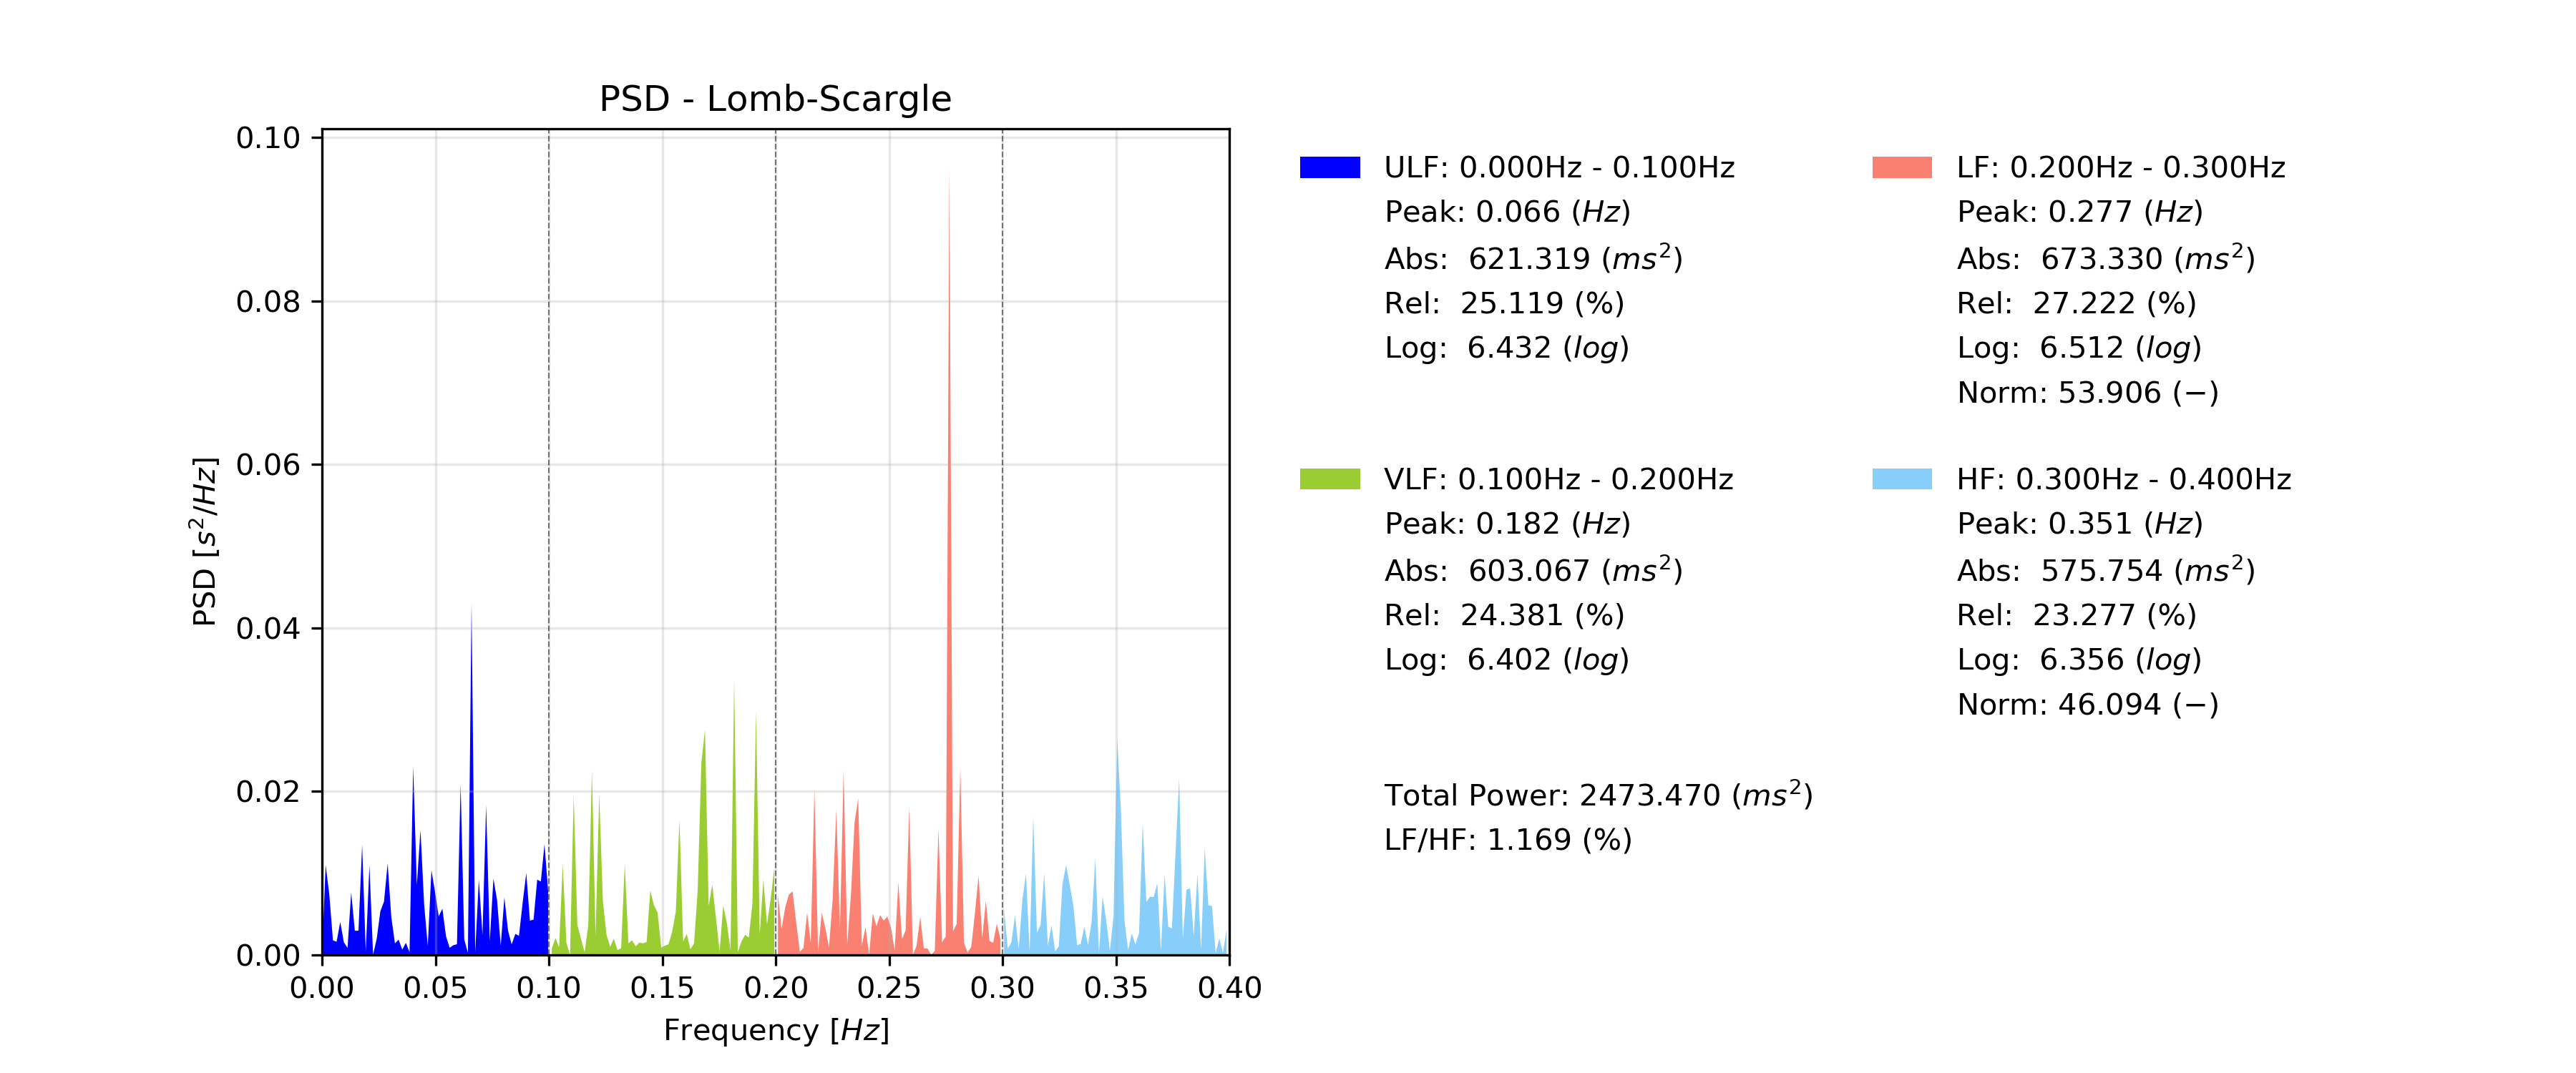 PSD - Lomb-Scargle
0.10
0.08
0.06
0.04
0.02
0.00
PSD [s²/Hz]
0.00 0.05 0.10 0.15 0.20 0.25 0.30 0.35 0.40
Frequency [Hz]
ULF: 0.000Hz - 0.100Hz
Peak: 0.066 (Hz)
Abs: 621.319 (ms²)
Rel: 25.119 (%)
Log: 6.432 (log)
VLF: 0.100Hz - 0.200Hz
Peak: 0.182 (Hz)
Abs: 603.067 (ms²)
Rel: 24.381 (%)
Log: 6.402 (log)
LF: 0.200Hz - 0.300Hz
Peak: 0.277 (Hz)
Abs: 673.330 (ms²)
Rel: 27.222 (%)
Log: 6.512 (log)
Norm: 53.906 (−)
HF: 0.300Hz - 0.400Hz
Peak: 0.351 (Hz)
Abs: 575.754 (ms²)
Rel: 23.277 (%)
Log: 6.356 (log)
Norm: 46.094 (−)
Total Power: 2473.470 (ms²)
LF/HF: 1.169 (%)